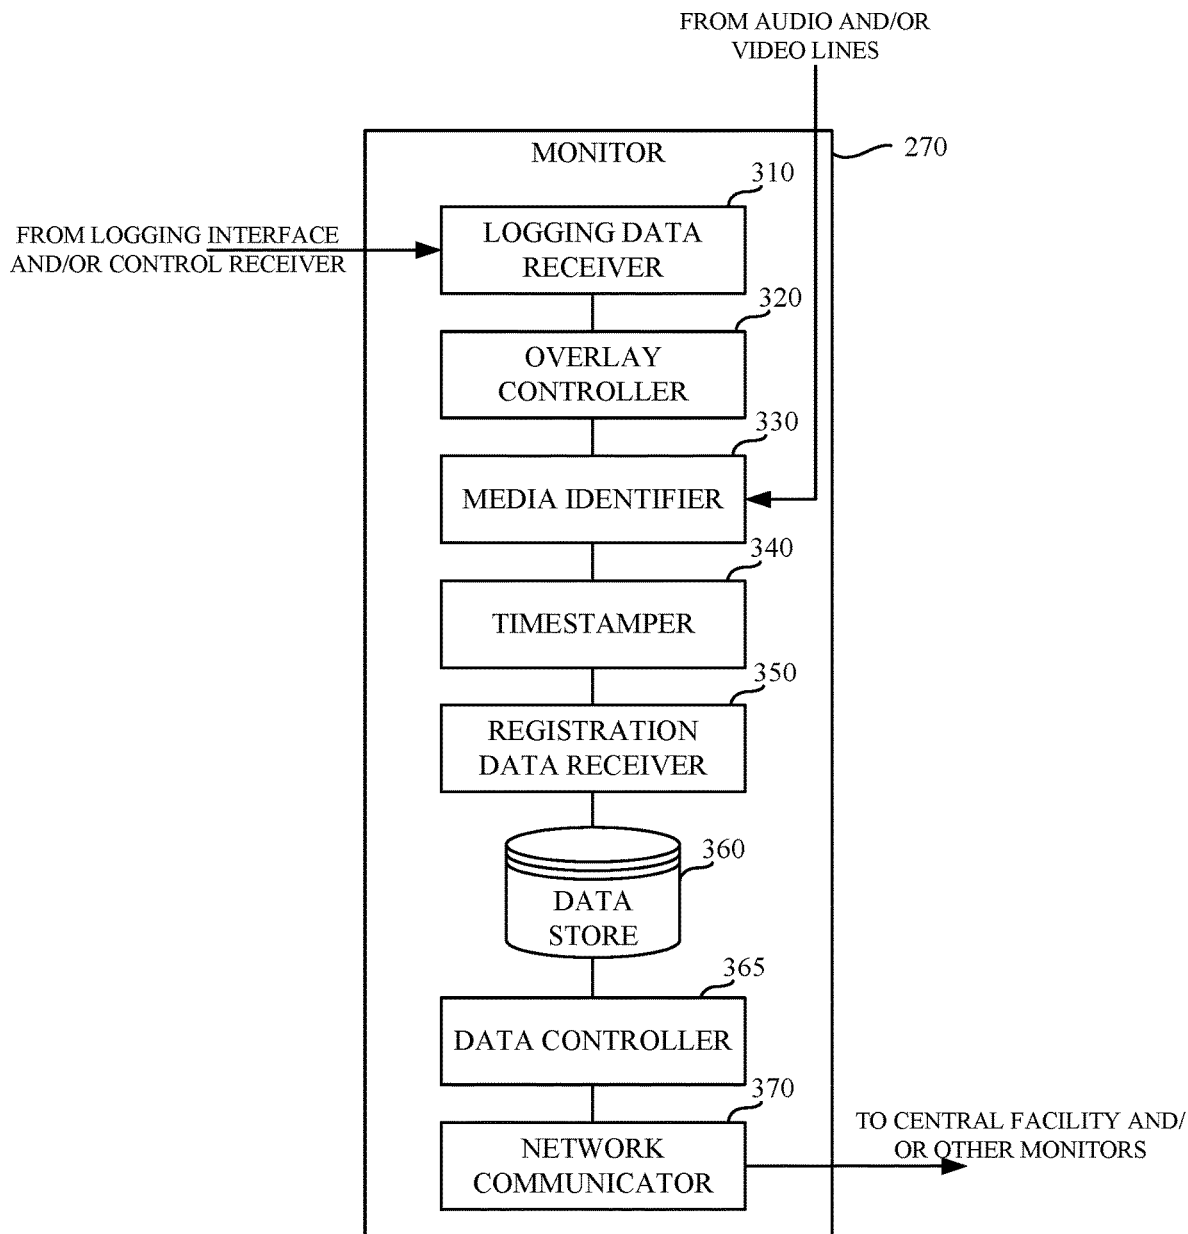 FROM AUDIO AND/OR
VIDEO LINES
MONITOR
270
310
LOGGING DATA
RECEIVER
FROM LOGGING INTERFACE
AND/OR CONTROL RECEIVER
320
OVERLAY
CONTROLLER
330
MEDIA IDENTIFIER
340
TIMESTAMPER
350
REGISTRATION
DATA RECEIVER
360
DATA
STORE
365
DATA CONTROLLER
370
NETWORK
COMMUNICATOR
TO CENTRAL FACILITY AND/
OR OTHER MONITORS